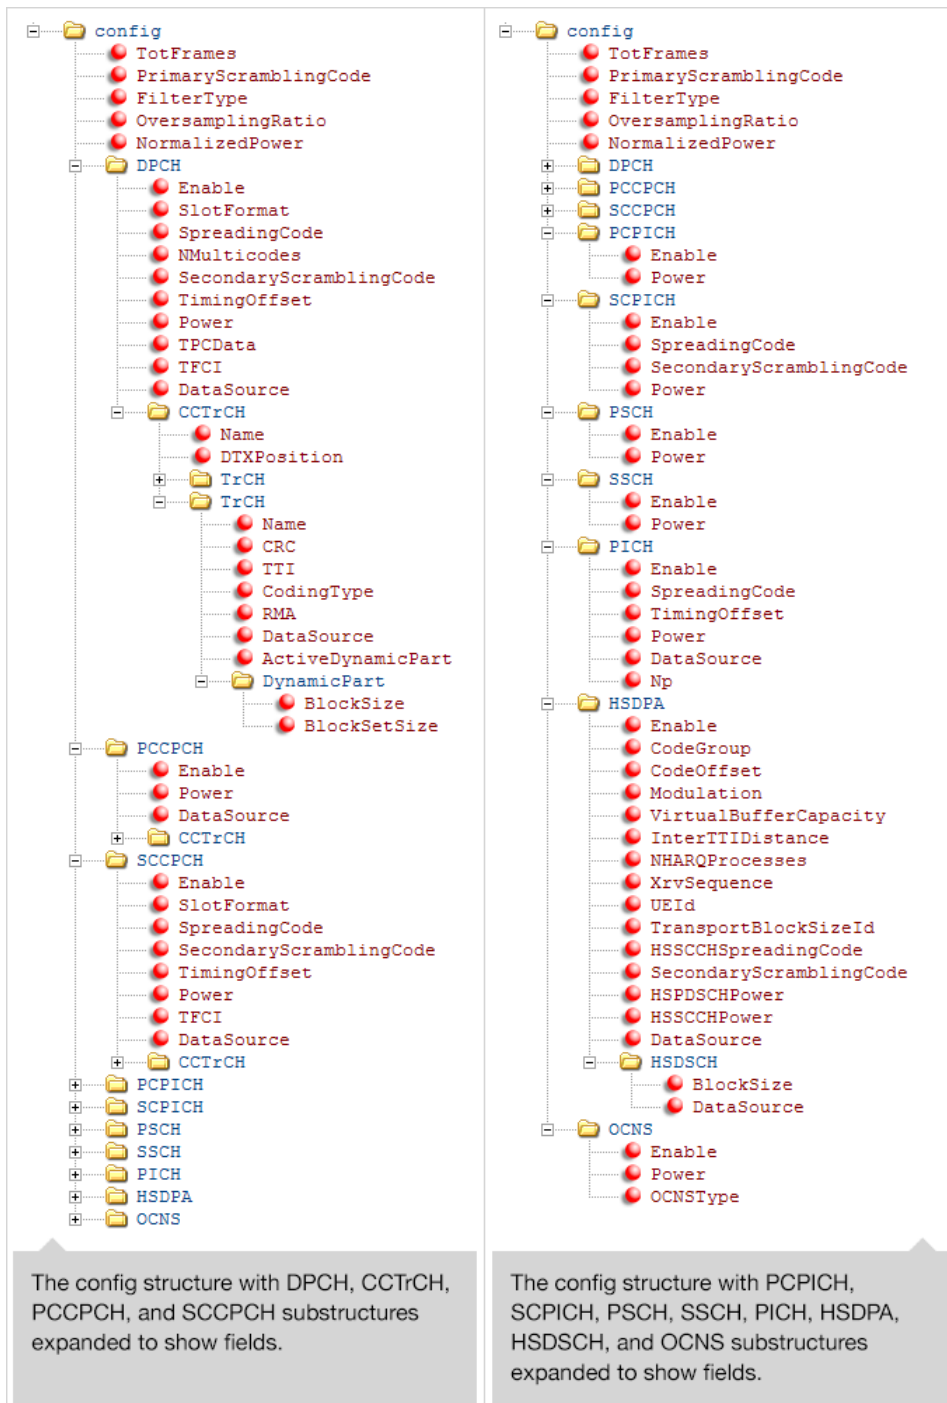 config
TotFrames
PrimaryScramblingCode
FilterType
OversamplingRatio
NormalizedPower
DPCH
Enable
SlotFormat
SpreadingCode
NMulticodes
SecondaryScramblingCode
TimingOffset
Power
TPCData
TFCI
DataSource
CCTrCH
Name
DTXPosition
TrCH
TrCH
Name
CRC
TTI
CodingType
RMA
DataSource
ActiveDynamicPart
DynamicPart
BlockSize
BlockSetSize
PCCPCH
Enable
Power
DataSource
CCTrCH
SCCPCH
Enable
SlotFormat
SpreadingCode
SecondaryScramblingCode
TimingOffset
Power
TFCI
DataSource
CCTrCH
PCPICH
SCPICH
PSCH
SSCH
PICH
HSDPA
OCNS
The config structure with DPCH, CCTrCH,
PCCPCH, and SCCPCH substructures
expanded to show fields.
config
TotFrames
PrimaryScramblingCode
FilterType
OversamplingRatio
NormalizedPower
DPCH
PCCPCH
SCCPCH
PCPICH
Enable
Power
SCPICH
Enable
SpreadingCode
SecondaryScramblingCode
Power
PSCH
Enable
Power
SSCH
Enable
Power
PICH
Enable
SpreadingCode
TimingOffset
Power
DataSource
Np
HSDPA
Enable
CodeGroup
CodeOffset
Modulation
VirtualBufferCapacity
InterTTIDistance
NHARQProcesses
XrvSequence
UEId
TransportBlockSizeId
HSSCCHSpreadingCode
SecondaryScramblingCode
HSPDSCHPower
HSSCCHPower
DataSource
HSDSCH
BlockSize
DataSource
OCNS
Enable
Power
OCNSType
The config structure with PCPICH,
SCPICH, PSCH, SSCH, PICH, HSDPA,
HSDSCH, and OCNS substructures
expanded to show fields.